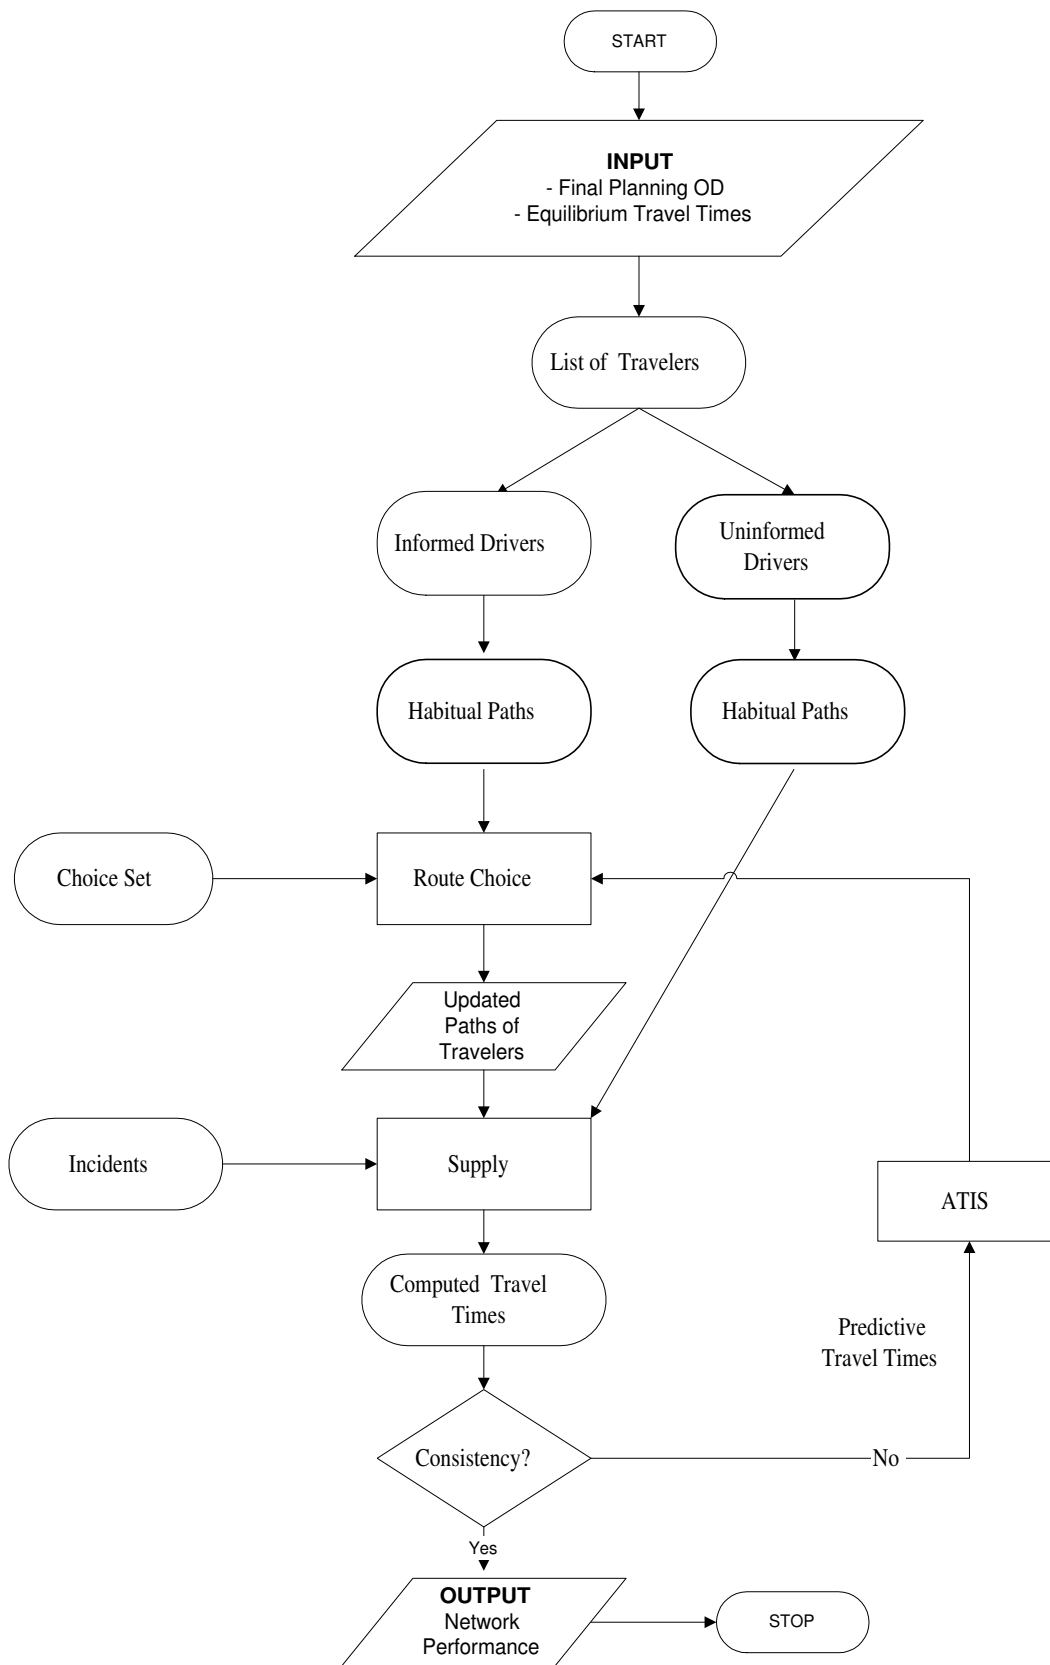 START
INPUT
- Final Planning OD
- Equilibrium Travel Times
List of Travelers
Informed Drivers
Uninformed
Drivers
Habitual Paths
Habitual Paths
Choice Set
Route Choice
Updated
Paths of
Travelers
Incidents
Supply
ATIS
Computed Travel
Times
Predictive
Travel Times
Consistency?
No
Yes
OUTPUT
Network
Performance
STOP